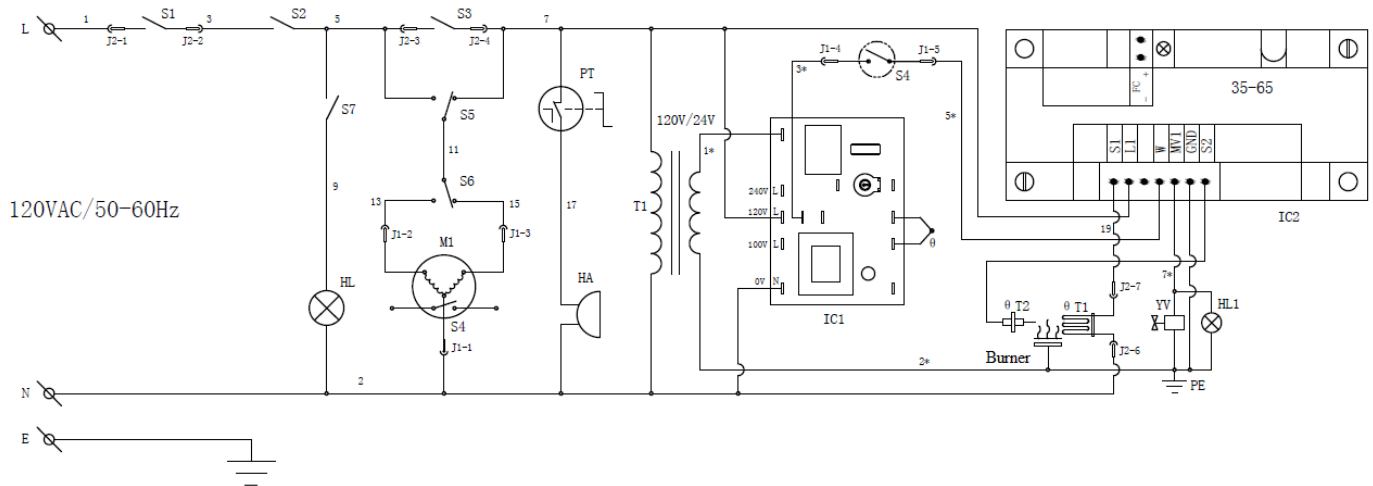 L
1
J2-1
S1
J2-2
3
S2
5
J2-3
S3
J2-4
7
J1-4
S4
J1-5
3*
5*
PT
S7
S5
120V/24V
1*
35-65
FC
+
-
S1
L1
W
MV1
GND
S2
IC2
120VAC/50-60Hz
9
11
S6
13
15
17
J1-2
J1-3
M1
T1
240V L
120V L
100V L
0V N
θ
IC1
19
HL
HA
S4
J1-1
J2-7
7*
θ T2
θ T1
YV
HL1
Burner
J2-6
2*
PE
N
2
E